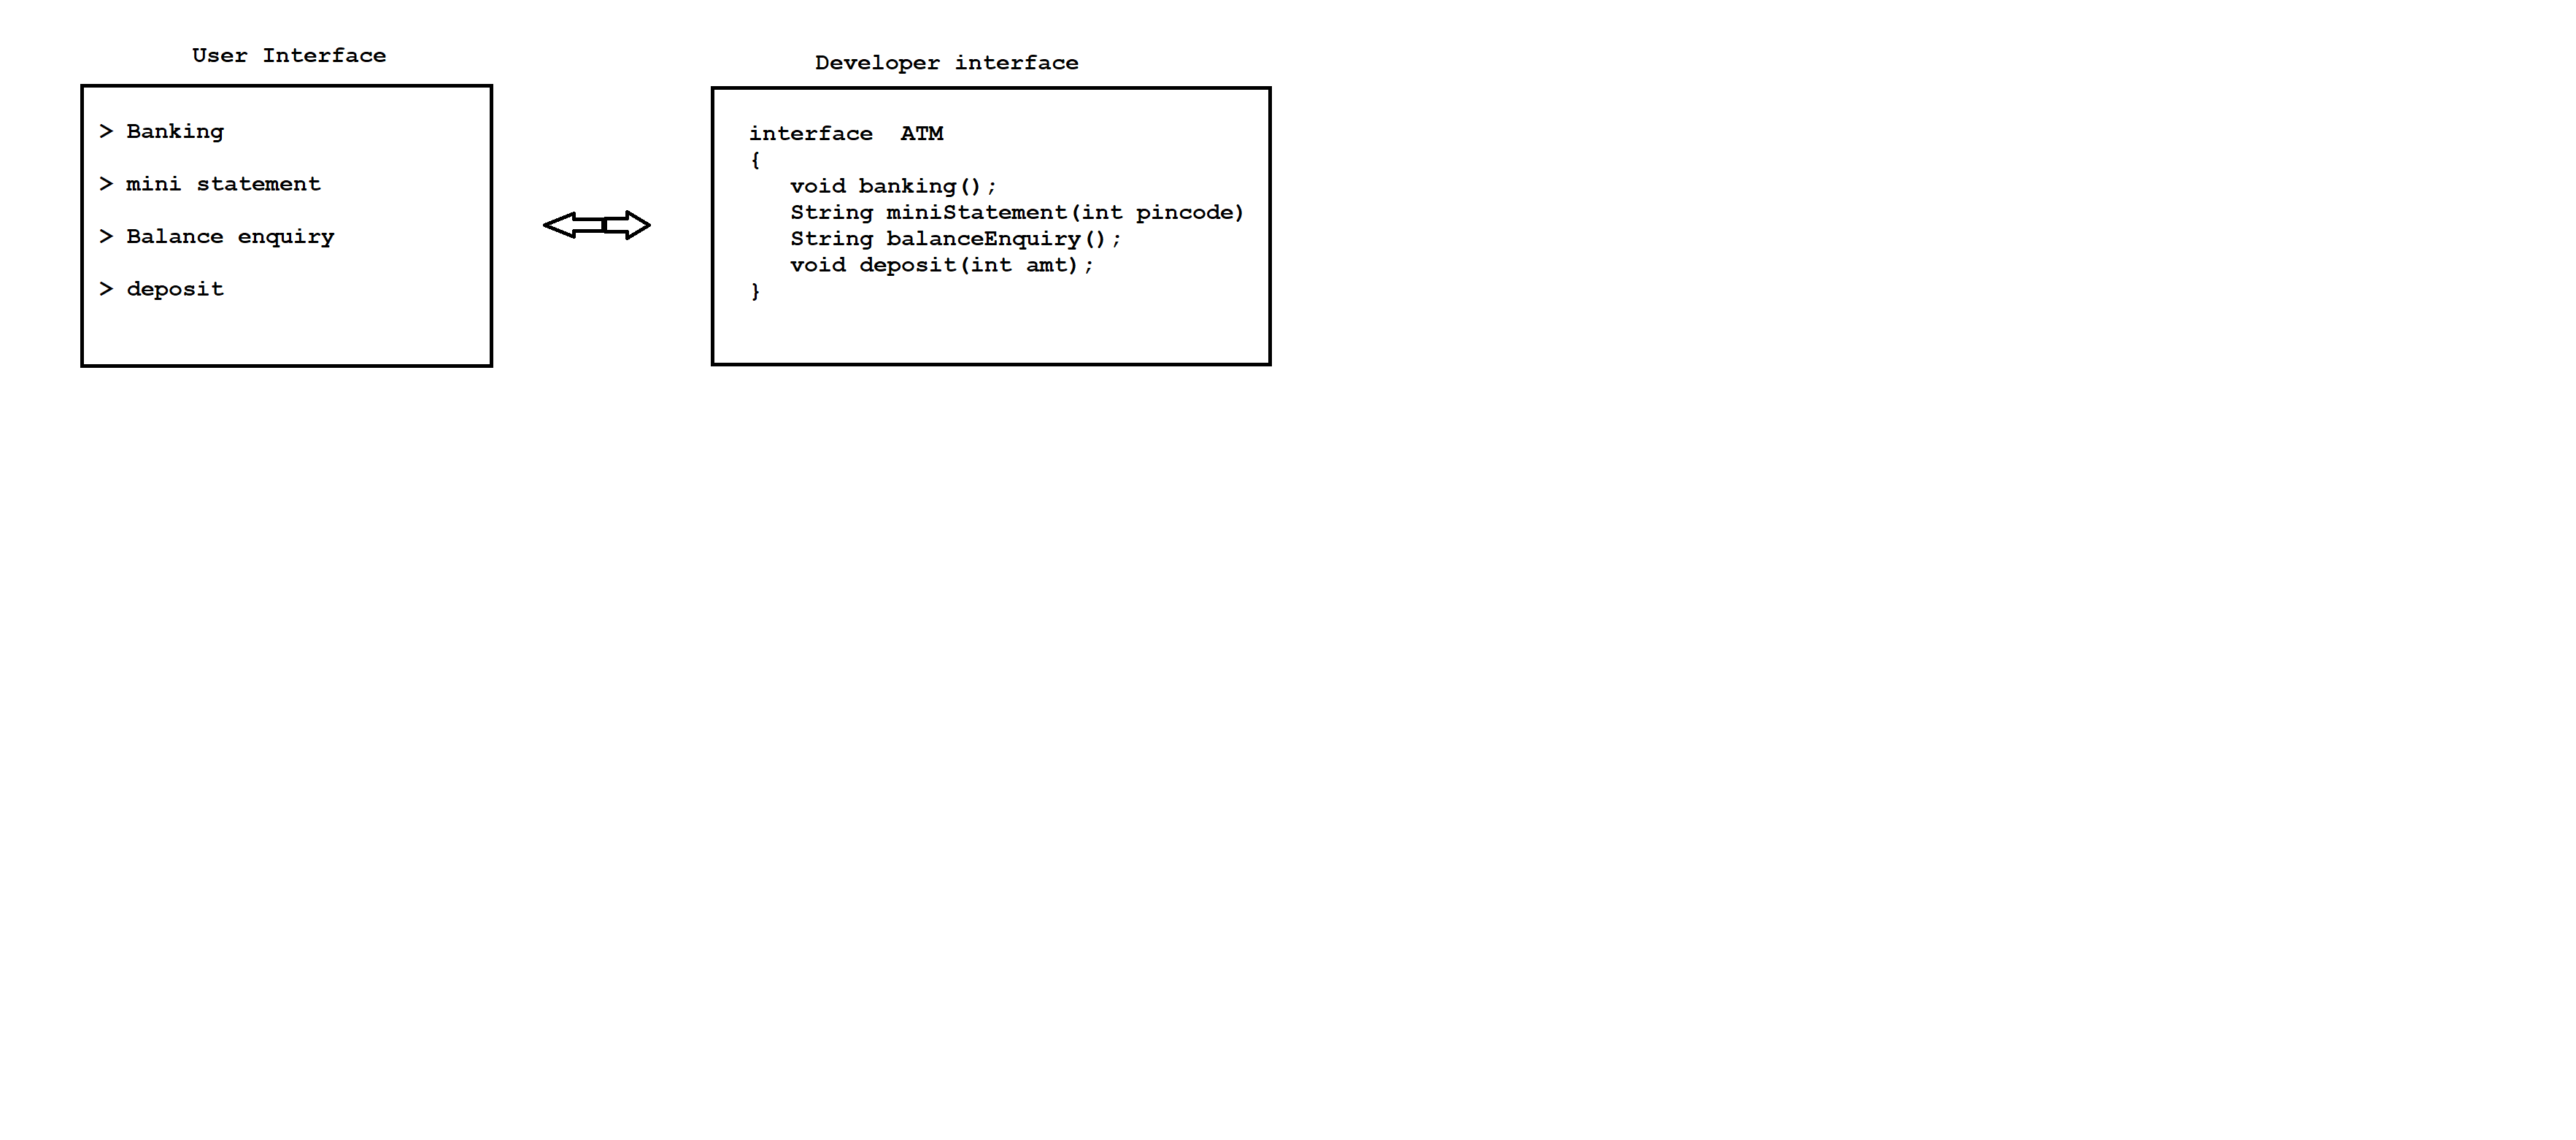 User Interface
> Banking
> mini statement
> Balance enquiry
> deposit
Developer interface
interface  ATM
{
void banking();
String miniStatement(int pincode)
String balanceEnquiry();
void deposit(int amt);
}